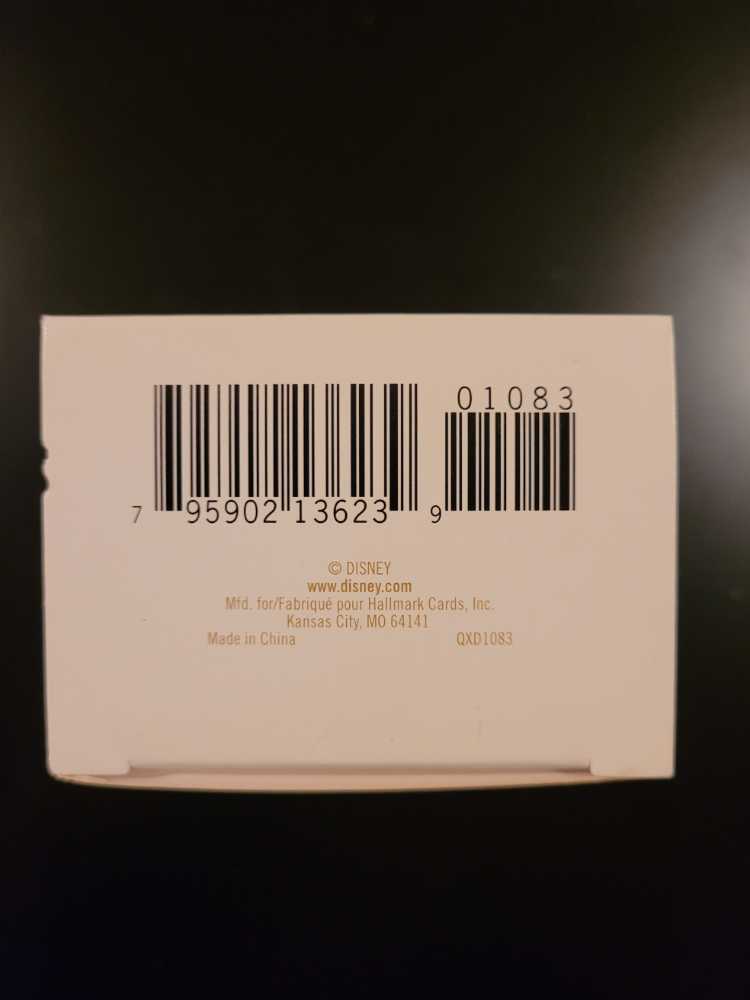 01083
7 95902 13623 9
© DISNEY
www.disney.com
Mfd. for/Fabriqué pour Hallmark Cards, Inc.
Kansas City, MO 64141
Made in China QXD1083